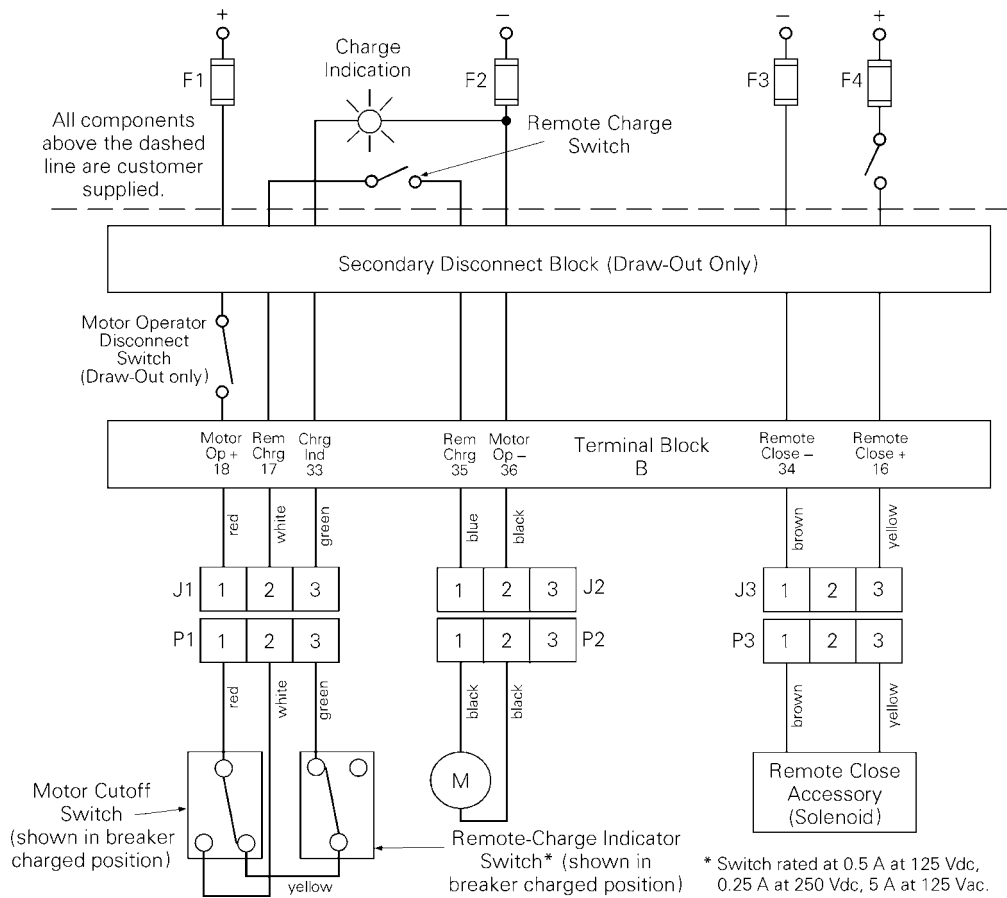 +
−
−
+
F1
Charge
Indication
F2
F3
F4
All components
above the dashed
line are customer
supplied.
Remote Charge
Switch
Secondary Disconnect Block (Draw-Out Only)
Motor Operator
Disconnect
Switch
(Draw-Out only)
Motor
Op +
18
Rem
Chrg
17
Chrg
Ind
33
Rem
Chrg
35
Motor
Op −
36
Terminal Block
B
Remote
Close −
34
Remote
Close +
16
red
white
green
blue
black
brown
yellow
J1
1 2 3
1 2 3
J2
J3
1 2 3
P1
1 2 3
1 2 3
P2
P3
1 2 3
red
white
green
black
black
brown
yellow
M
Motor Cutoff
Switch
(shown in breaker
charged position)
yellow
Remote-Charge Indicator
Switch* (shown in
breaker charged position)
Remote Close
Accessory
(Solenoid)
* Switch rated at 0.5 A at 125 Vdc,
0.25 A at 250 Vdc, 5 A at 125 Vac.